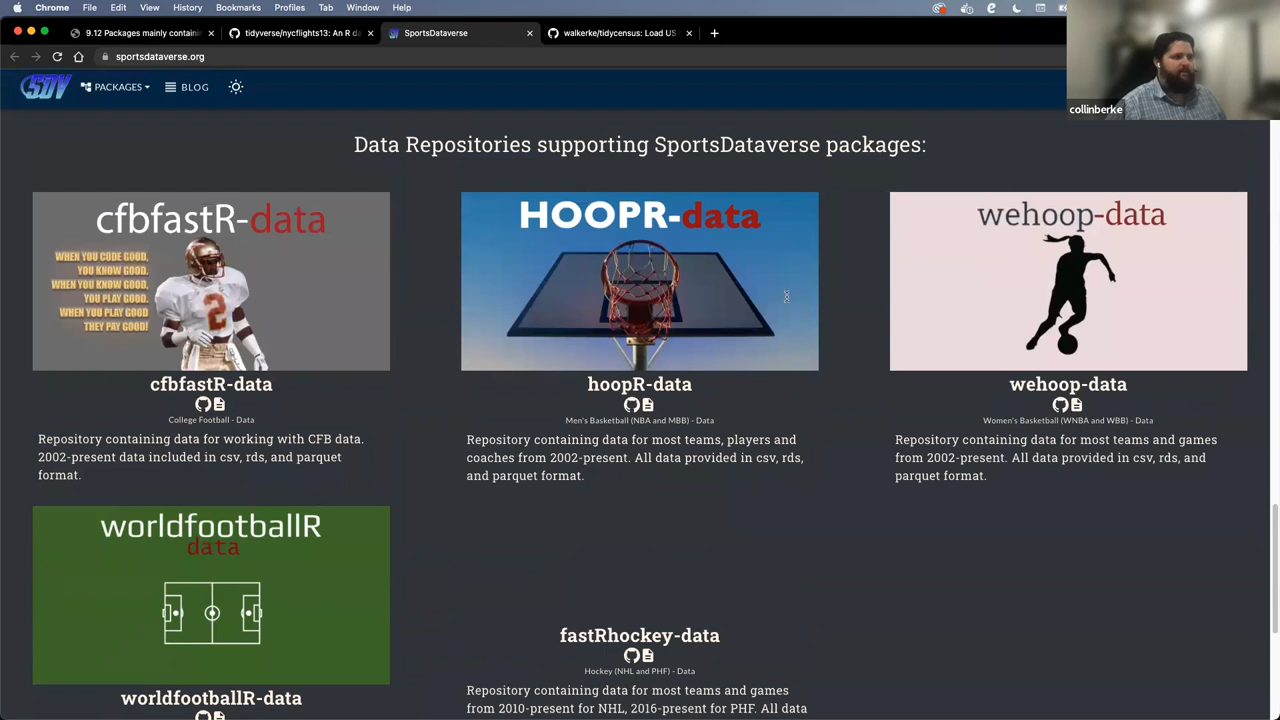 Chrome File Edit View History Bookmarks Profiles Tab Window Help
9.12 Packages mainly containin
tidyverse/nycflights13: An R da
SportsDataverse
walkerke/tidycensus: Load US
sportsdataverse.org
SDV PACKAGES BLOG
collinberke
Data Repositories supporting SportsDataverse packages:
cfbfastR-data
WHEN YOU CODE GOOD,
YOU KNOW GOOD.
WHEN YOU KNOW GOOD,
YOU PLAY GOOD.
WHEN YOU PLAY GOOD
THEY PAY GOOD!
2
cfbfastR-data
College Football - Data
Repository containing data for working with CFB data.
2002-present data included in csv, rds, and parquet
format.
HOOPR-data
hoopR-data
Men's Basketball (NBA and MBB) - Data
Repository containing data for most teams, players and
coaches from 2002-present. All data provided in csv, rds,
and parquet format.
wehoop-data
wehoop-data
Women's Basketball (WNBA and WBB) - Data
Repository containing data for most teams and games
from 2002-present. All data provided in csv, rds, and
parquet format.
worldfootballR
data
worldfootballR-data
fastRhockey-data
Hockey (NHL and PHF) - Data
Repository containing data for most teams and games
from 2010-present for NHL, 2016-present for PHF. All data